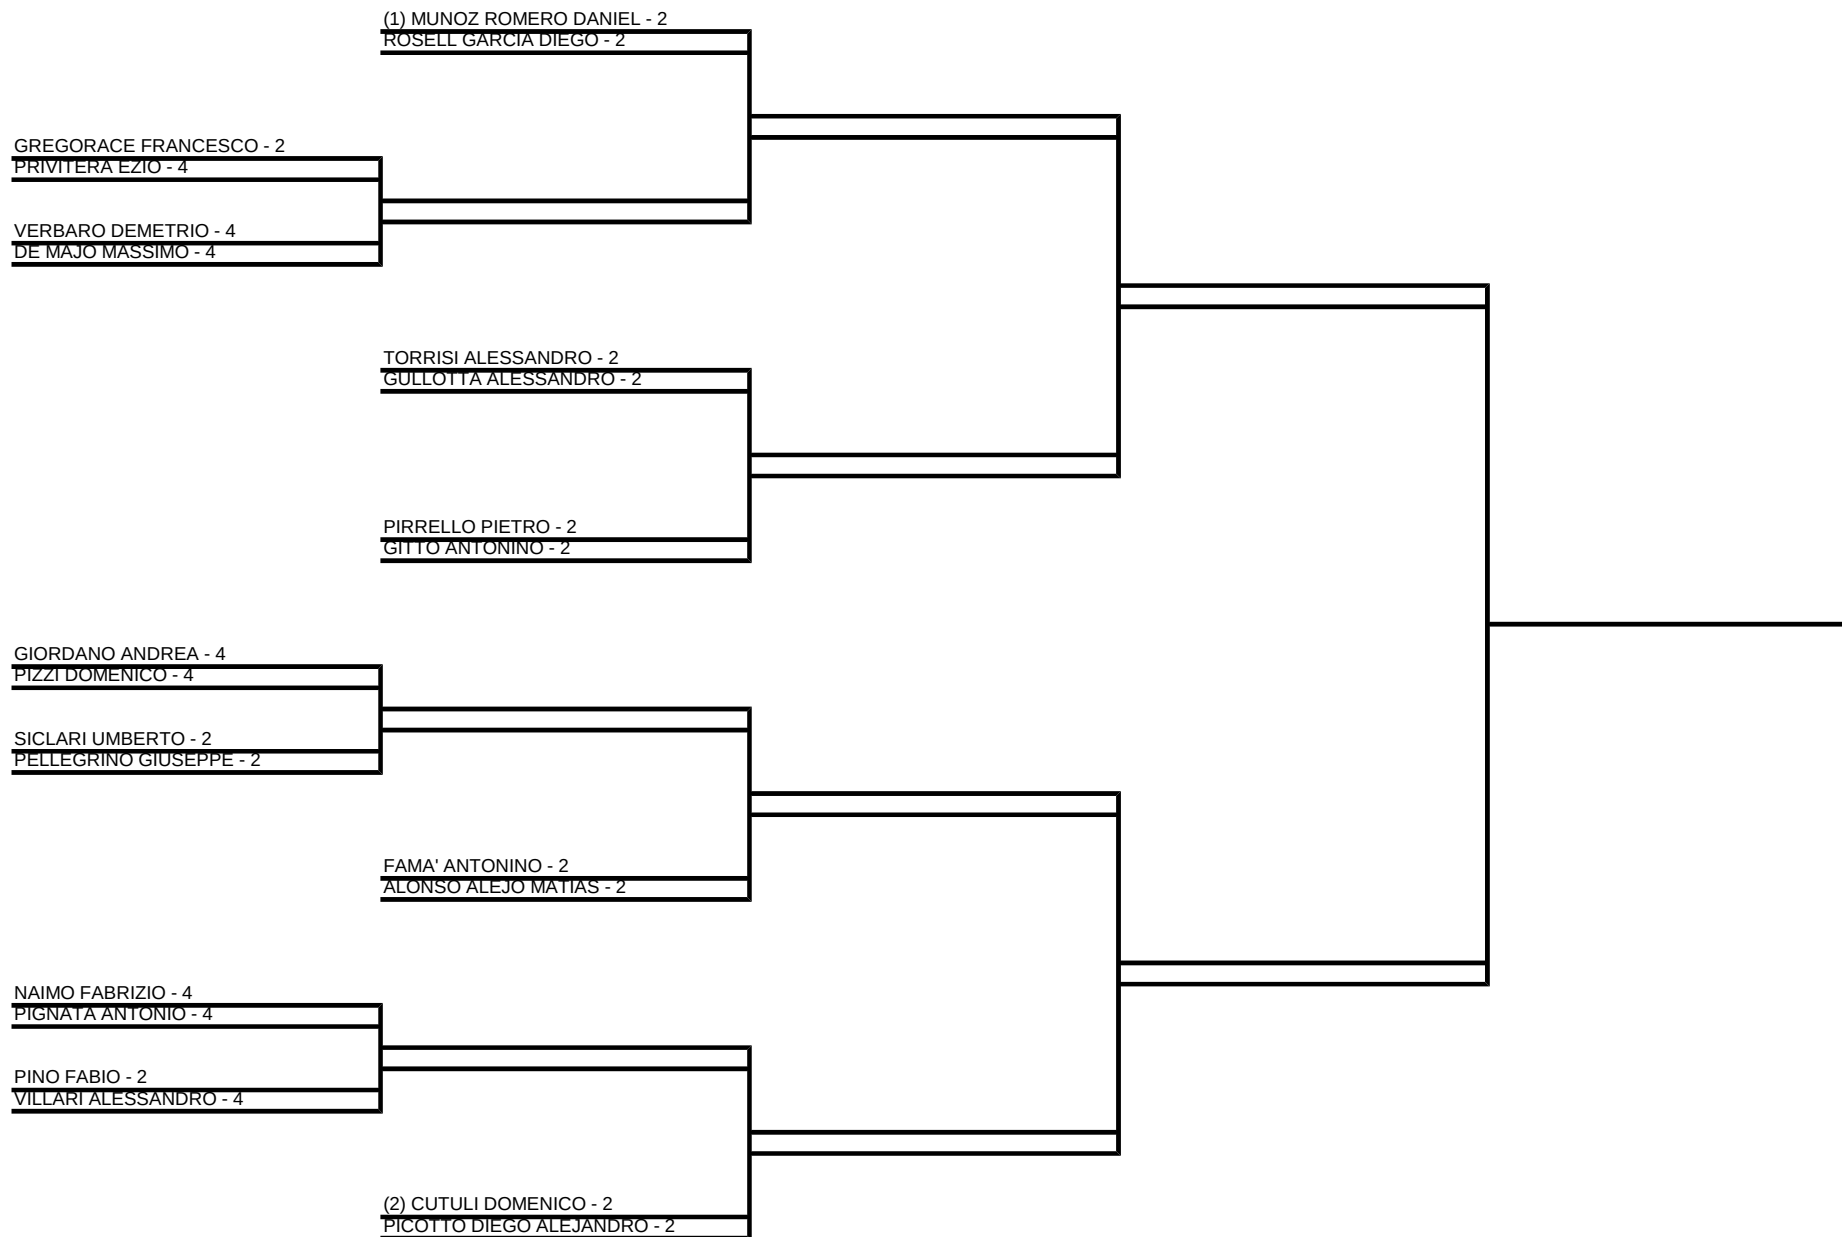 (1) MUNOZ ROMERO DANIEL - 2
ROSELL GARCIA DIEGO - 2
GREGORACE FRANCESCO - 2
PRIVITERA EZIO - 4
VERBARO DEMETRIO - 4
DE MAJO MASSIMO - 4
TORRISI ALESSANDRO - 2
GULLOTTA ALESSANDRO - 2
PIRRELLO PIETRO - 2
GITTO ANTONINO - 2
GIORDANO ANDREA - 4
PIZZI DOMENICO - 4
SICLARI UMBERTO - 2
PELLEGRINO GIUSEPPE - 2
FAMA' ANTONINO - 2
ALONSO ALEJO MATIAS - 2
NAIMO FABRIZIO - 4
PIGNATA ANTONIO - 4
PINO FABIO - 2
VILLARI ALESSANDRO - 4
(2) CUTULI DOMENICO - 2
PICOTTO DIEGO ALEJANDRO - 2